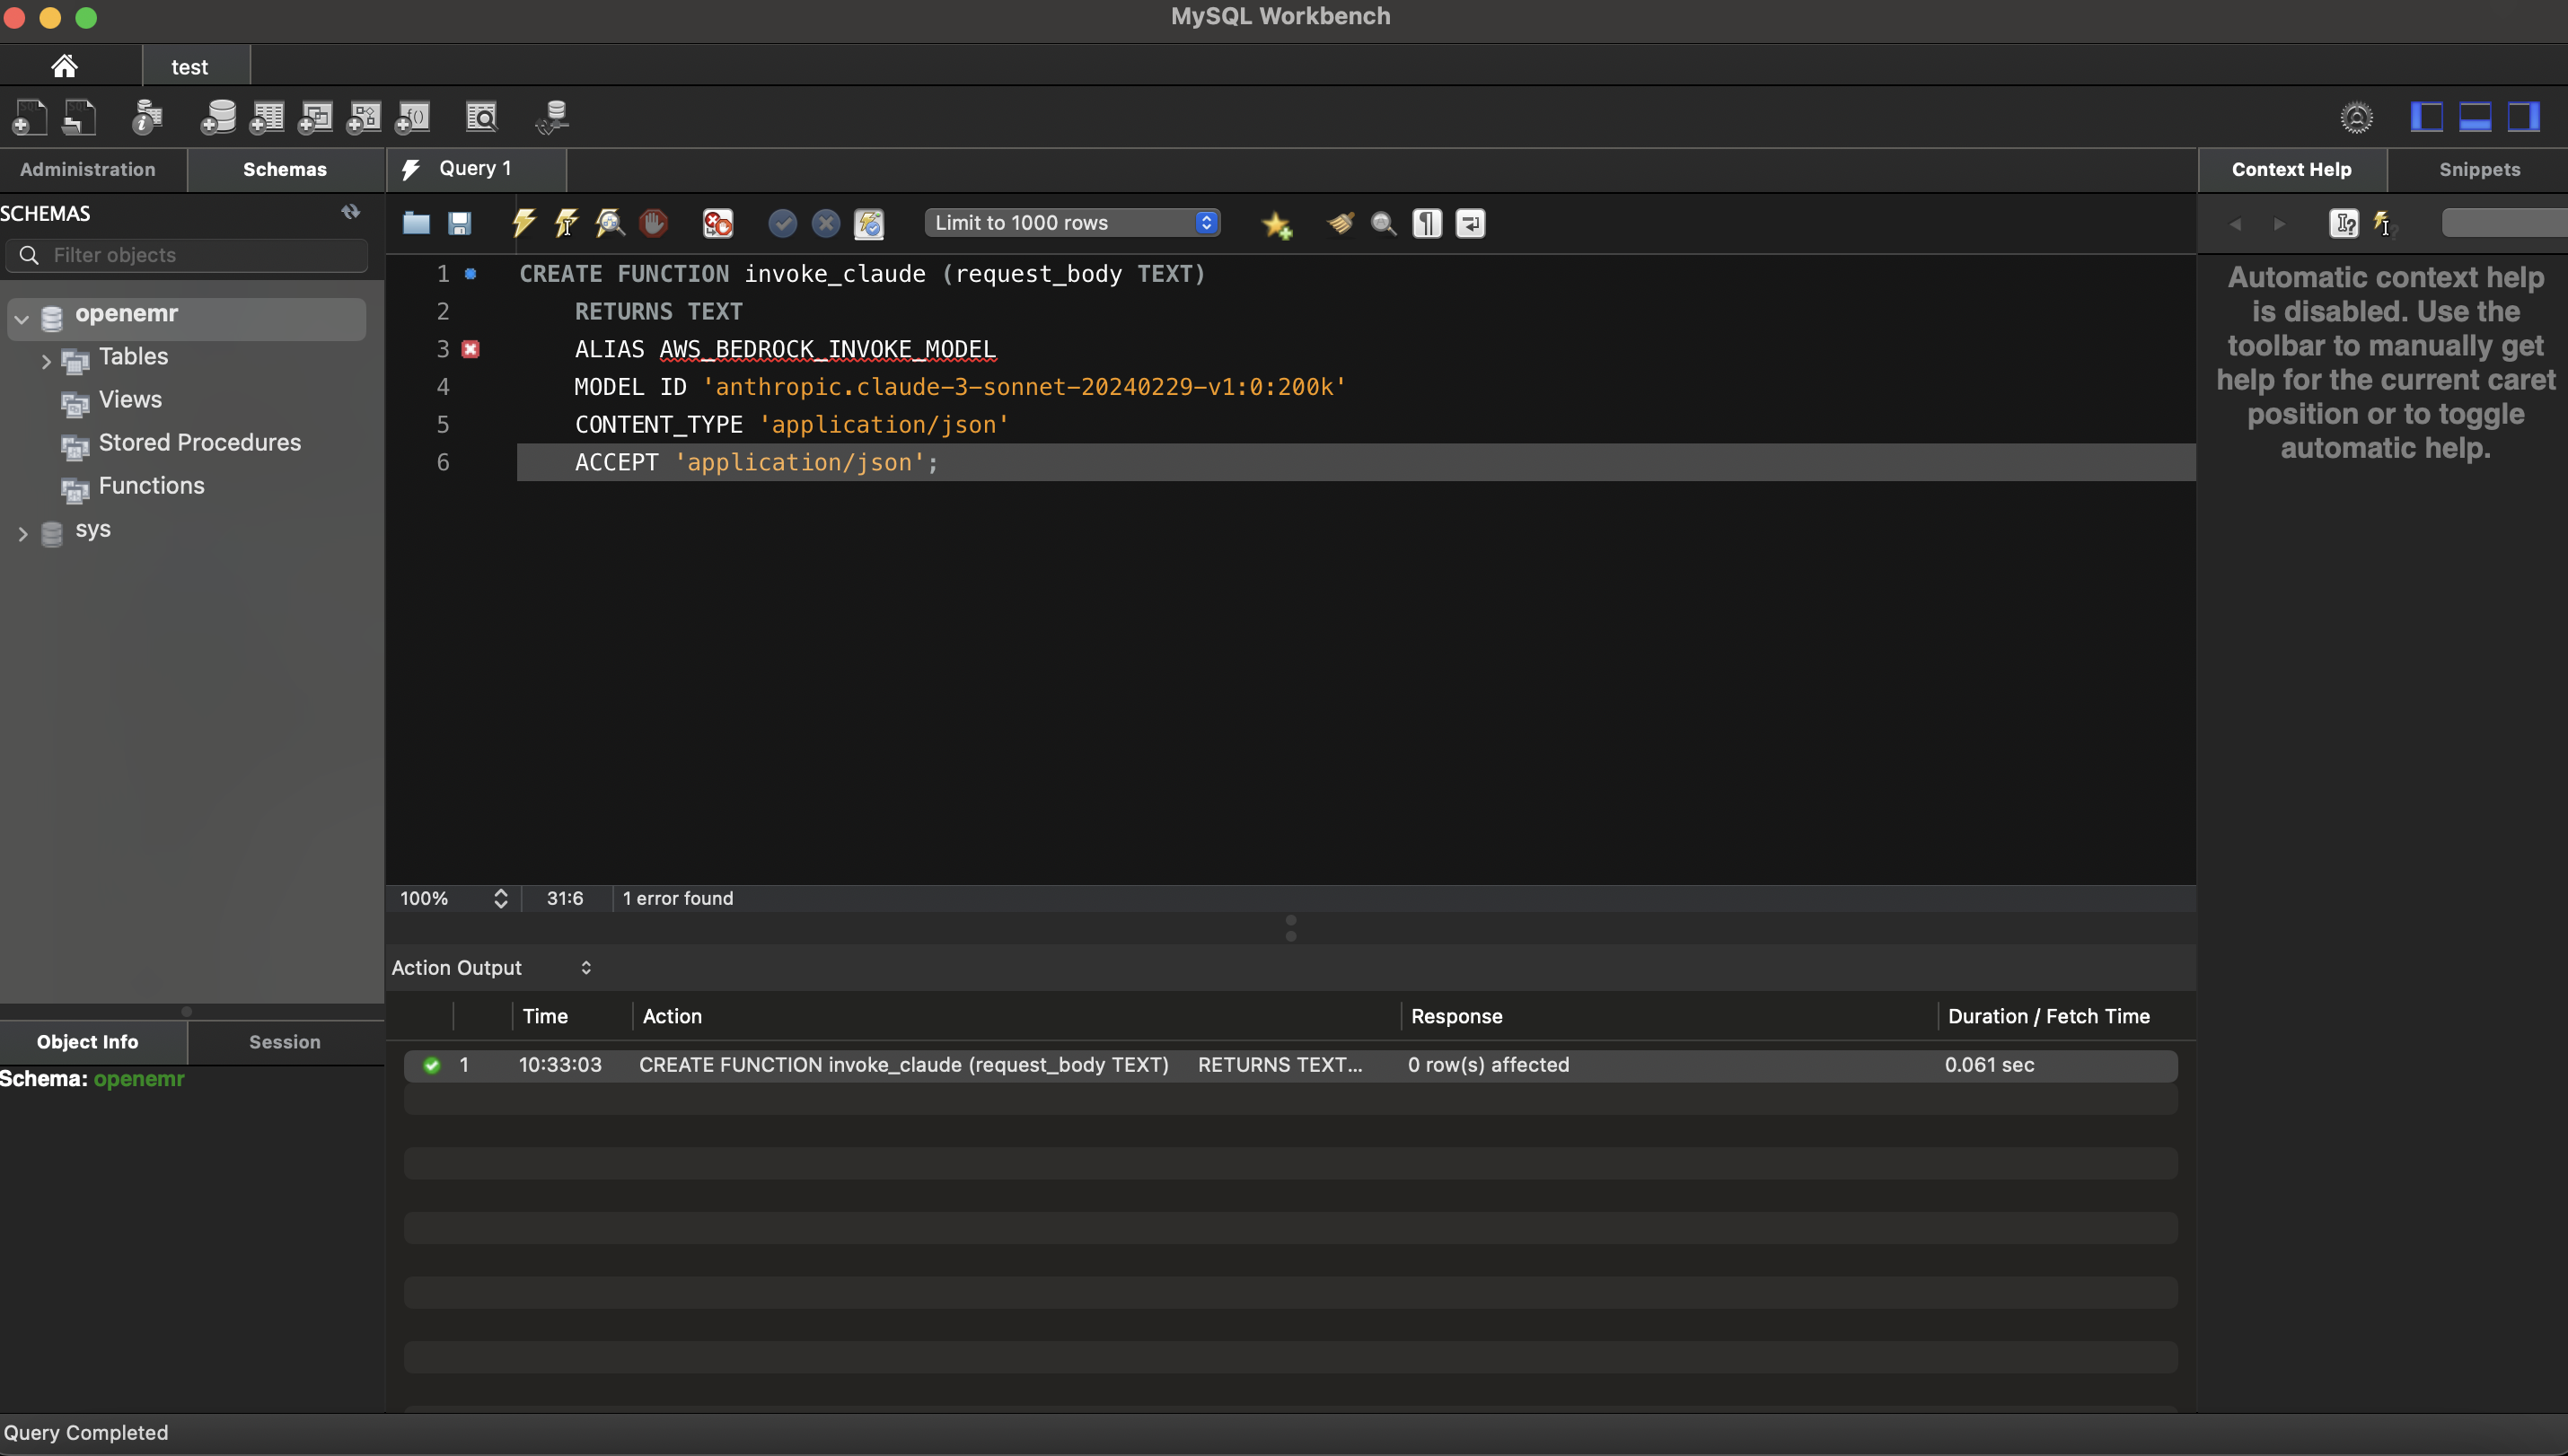 MySQL Workbench
test
Administration
Schemas
Query 1
Context Help
Snippets
SCHEMAS
Limit to 1000 rows
Filter objects
openemr
Tables
Views
Stored Procedures
Functions
sys
1 CREATE FUNCTION invoke_claude (request_body TEXT)
2 RETURNS TEXT
3 ALIAS AWS_BEDROCK_INVOKE_MODEL
4 MODEL ID 'anthropic.claude-3-sonnet-20240229-v1:0:200k'
5 CONTENT_TYPE 'application/json'
6 ACCEPT 'application/json';
Automatic context help
is disabled. Use the
toolbar to manually get
help for the current caret
position or to toggle
automatic help.
100% 31:6 1 error found
Action Output
Time Action Response Duration / Fetch Time
1 10:33:03 CREATE FUNCTION invoke_claude (request_body TEXT) RETURNS TEXT... 0 row(s) affected 0.061 sec
Object Info
Session
Schema: openemr
Query Completed